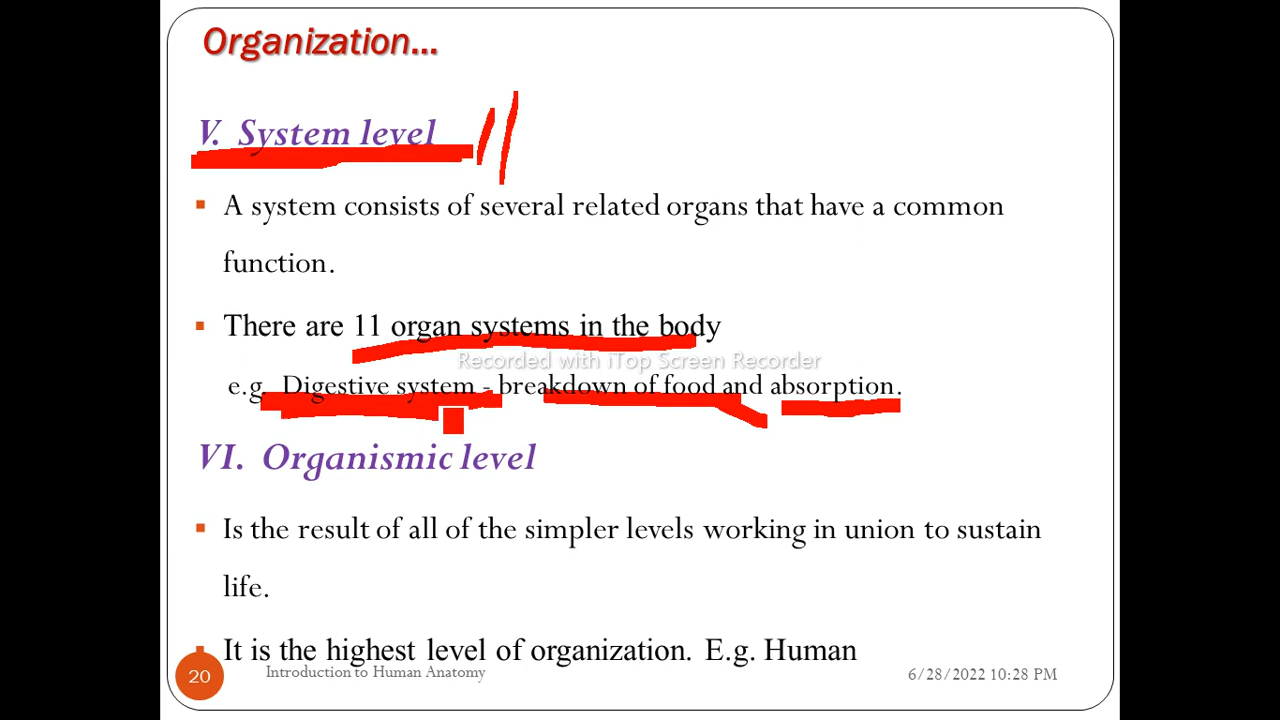 Organization...
V. System level 11
A system consists of several related organs that have a common
function.
There are 11 organ systems in the body
Recorded with iTop Screen Recorder
e.g. Digestive system - breakdown of food and absorption.
VI. Organismic level
Is the result of all of the simpler levels working in union to sustain
life.
It is the highest level of organization. E.g. Human
20 Introduction to Human Anatomy 6/28/2022 10:28 PM